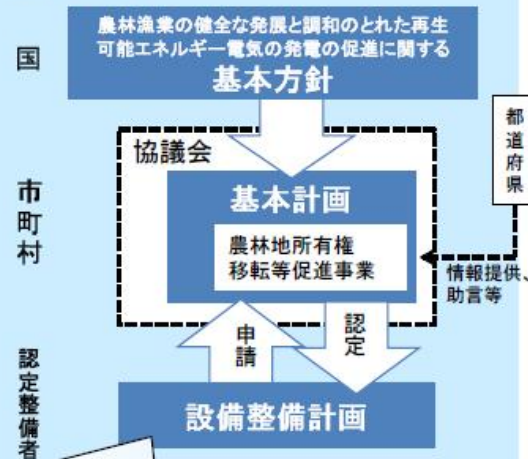 国
農林漁業の健全な発展と調和のとれた再生
可能エネルギー電気の発電の促進に関する
基本方針
都道府県
協議会
市町村
基本計画
農林地所有権
移転等促進事業
情報提供、
助言等
申請
認定
認定整備者
設備整備計画